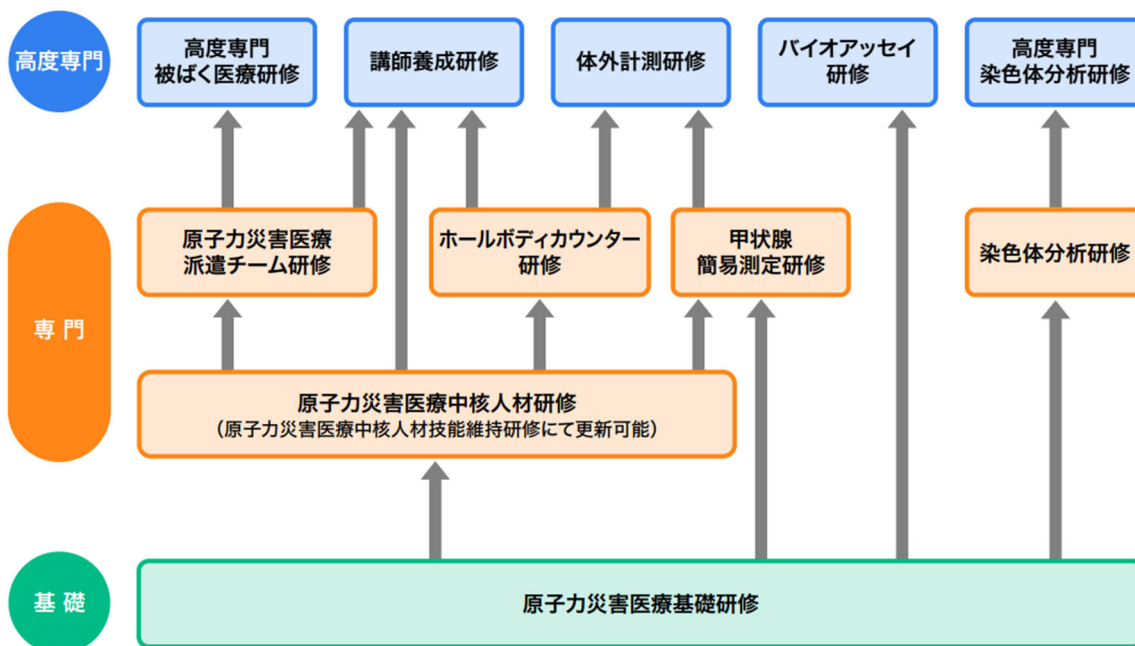 高度専門
高度専門
被ばく医療研修
講師養成研修
体外計測研修
バイオアッセイ
研修
高度専門
染色体分析研修
専門
原子力災害医療
派遣チーム研修
ホールボディカウンター
研修
甲状腺
簡易測定研修
染色体分析研修
原子力災害医療中核人材研修
（原子力災害医療中核人材技能維持研修にて更新可能）
基礎
原子力災害医療基礎研修